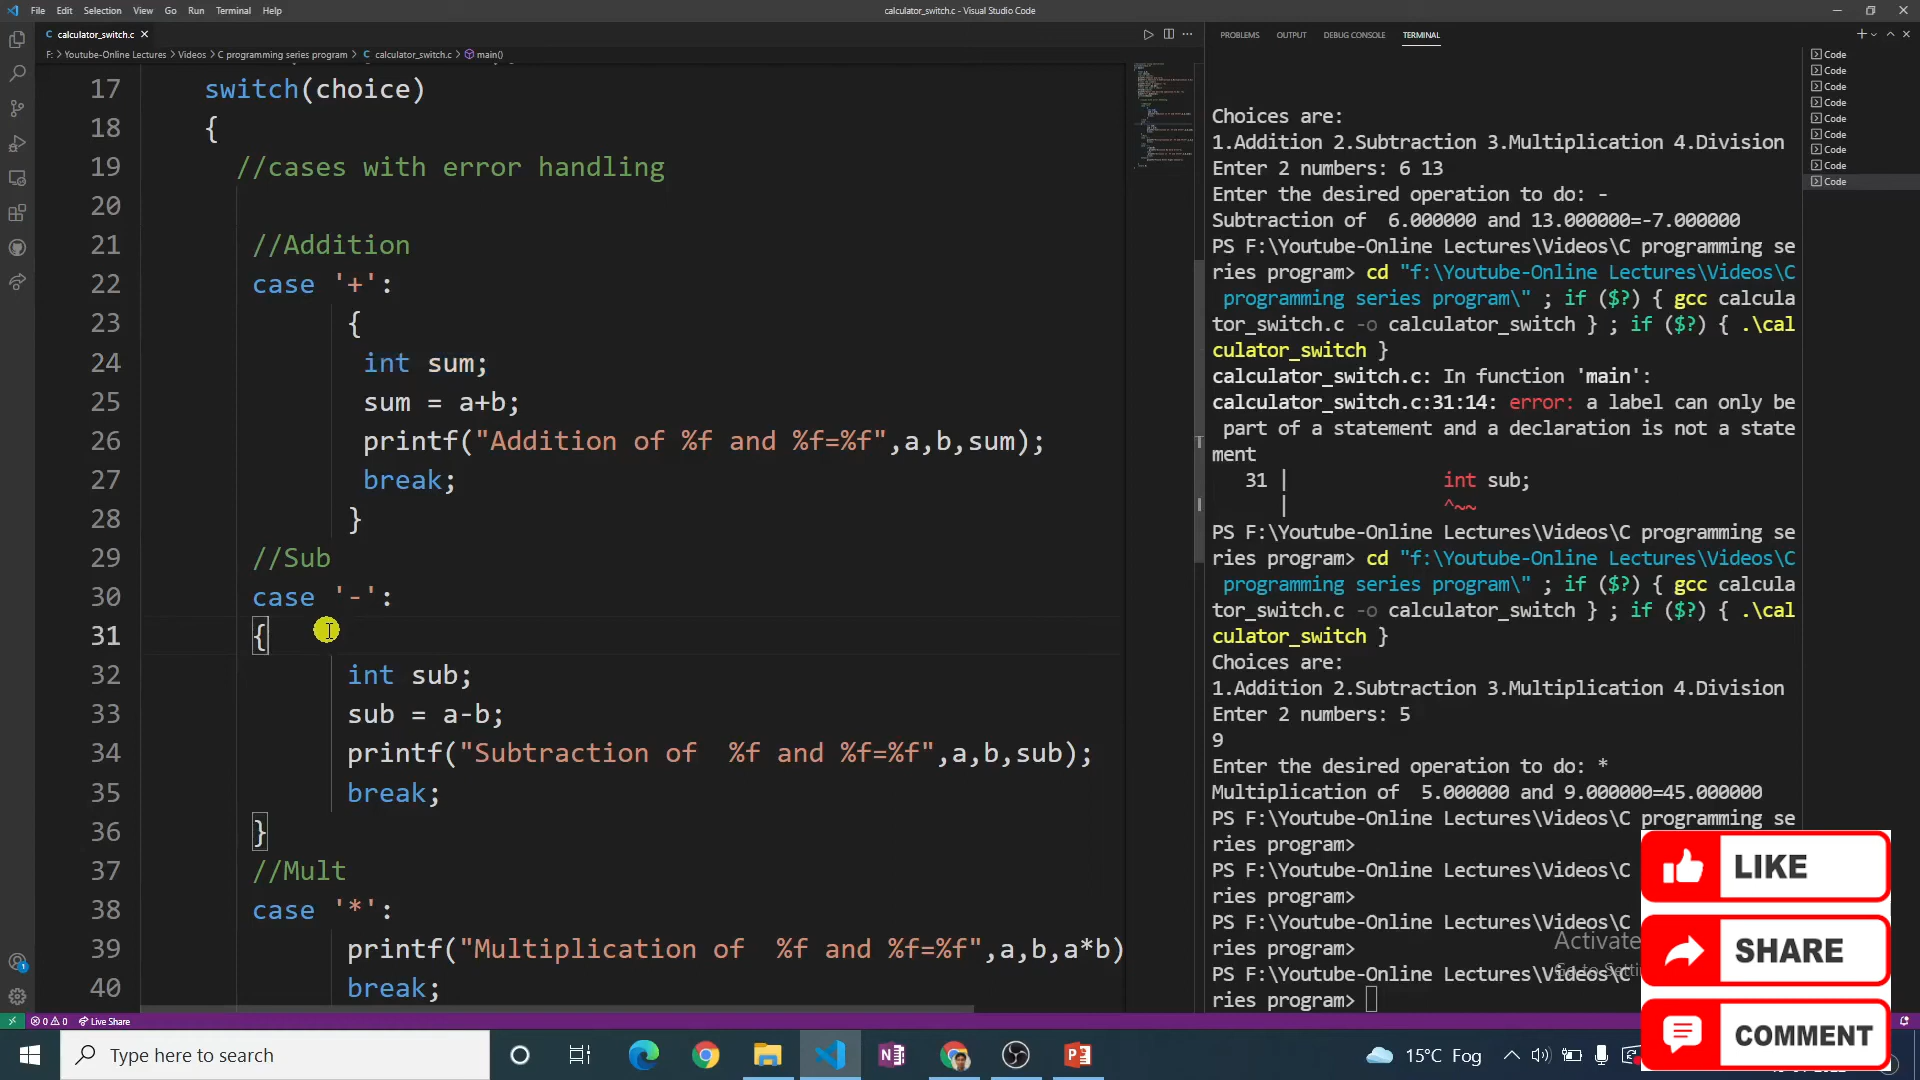 File Edit Selection View Go Run Terminal Help
calculator_switch.c - Visual Studio Code
C calculator_switch.c
F: > Youtube-Online Lectures > Videos > C programming series program > C calculator_switch.c > main()
17 switch(choice)
18 {
19 //cases with error handling
20
21 //Addition
22 case '+':
23 {
24 int sum;
25 sum = a+b;
26 printf("Addition of %f and %f=%f",a,b,sum);
27 break;
28 }
29 //Sub
30 case '-':
31 {
32 int sub;
33 sub = a-b;
34 printf("Subtraction of  %f and %f=%f",a,b,sub);
35 break;
36 }
37 //Mult
38 case '*':
39 printf("Multiplication of  %f and %f=%f",a,b,a*b)
40 break;
PROBLEMS OUTPUT DEBUG CONSOLE TERMINAL
Choices are:
1.Addition 2.Subtraction 3.Multiplication 4.Division
Enter 2 numbers: 6 13
Enter the desired operation to do: -
Subtraction of  6.000000 and 13.000000=-7.000000
PS F:\Youtube-Online Lectures\Videos\C programming se
ries program> cd "f:\Youtube-Online Lectures\Videos\C
 programming series program\" ; if ($?) { gcc calcula
tor_switch.c -o calculator_switch } ; if ($?) { .\cal
culator_switch }
calculator_switch.c: In function 'main':
calculator_switch.c:31:14: error: a label can only be
 part of a statement and a declaration is not a state
ment
31 | int sub;
| ^~~
PS F:\Youtube-Online Lectures\Videos\C programming se
ries program> cd "f:\Youtube-Online Lectures\Videos\C
 programming series program\" ; if ($?) { gcc calcula
tor_switch.c -o calculator_switch } ; if ($?) { .\cal
culator_switch }
Choices are:
1.Addition 2.Subtraction 3.Multiplication 4.Division
Enter 2 numbers: 5
9
Enter the desired operation to do: *
Multiplication of  5.000000 and 9.000000=45.000000
PS F:\Youtube-Online Lectures\Videos\C programming se
ries program>
PS F:\Youtube-Online Lectures\Videos\C
ries program>
PS F:\Youtube-Online Lectures\Videos\C
ries program>
PS F:\Youtube-Online Lectures\Videos\C
ries program>
Code
Code
Code
Code
Code
Code
Code
Code
Code
Activate
Go to
LIKE
SHARE
COMMENT
0 0 Live Share
Type here to search
15°C Fog